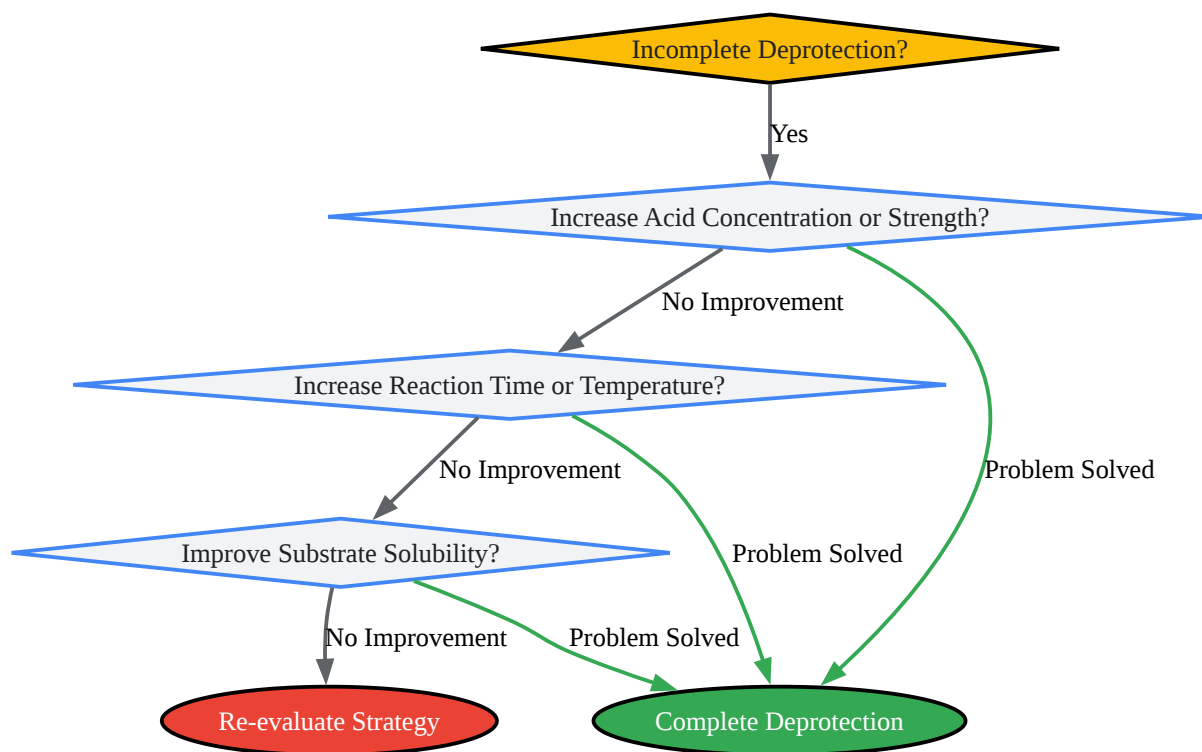 Incomplete Deprotection?
Yes
Increase Acid Concentration or Strength?
No Improvement
Increase Reaction Time or Temperature?
No Improvement
Problem Solved
Improve Substrate Solubility?
Problem Solved
No Improvement
Problem Solved
Re-evaluate Strategy
Complete Deprotection